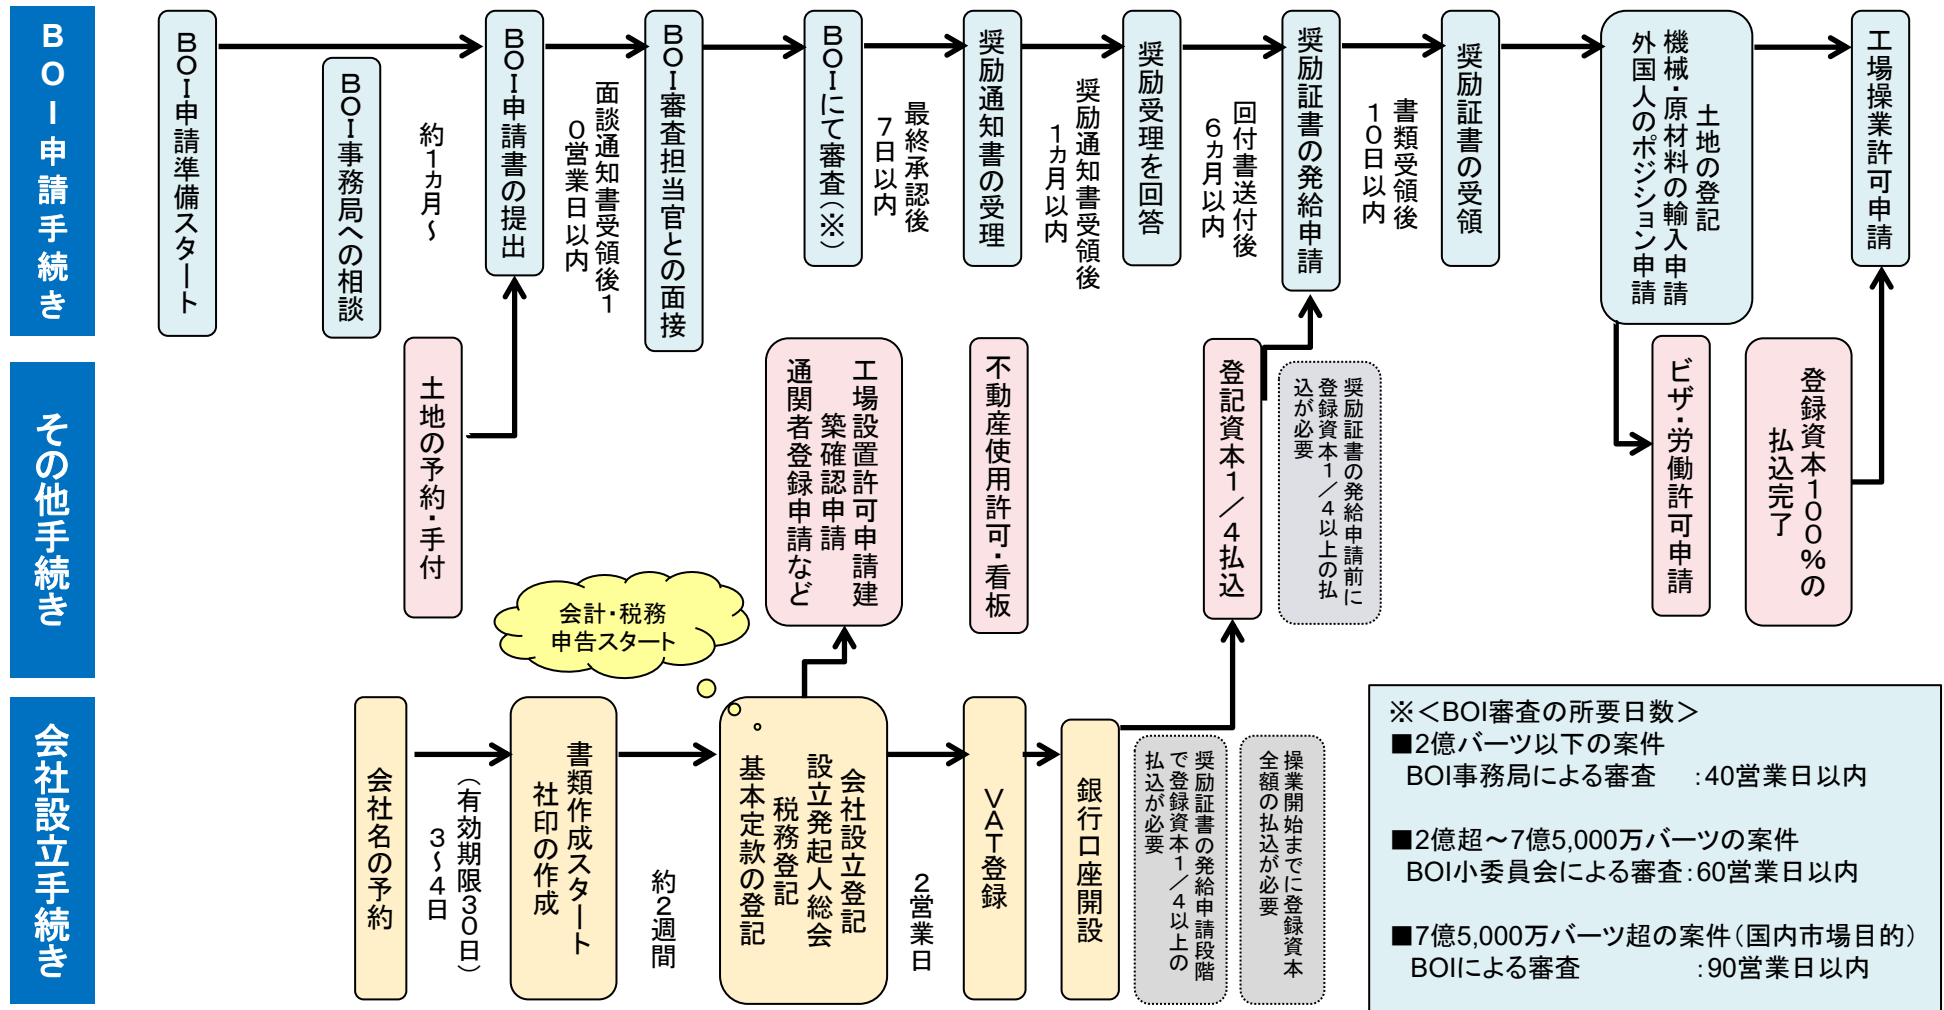 BOI申請手続き
BOI申請準備スタート
BOI事務局への相談
約1カ月～
BOI申請書の提出
面談通知書受領後1
0営業日以内
BOI審査担当官との面接
BOIにて審査（※）
最終承認後
7日以内
奨励通知書の受理
奨励通知書受領後
1ヵ月以内
奨励受理を回答
回付書送付後
6ヵ月以内
奨励証書の発給申請
書類受領後
10日以内
奨励証書の受領
土地の登記
機械・原材料の輸入申請
外国人のポジション申請
工場操業許可申請
その他手続き
土地の予約・手付
工場設置許可申請建
築確認申請
通関者登録申請など
不動産使用許可・看板
登記資本1／4払込
奨励証書の発給申請前に
登録資本1／4以上の払
込が必要
ビザ・労働許可申請
登録資本100%の
払込完了
会計・税務
申告スタート
会社設立手続き
会社名の予約
（有効期限30日）
3～4日
書類作成スタート
社印の作成
約2週間
会社設立登記
設立発起人総会
税務登記
基本定款の登記
。
2営業日
VAT登録
銀行口座開設
奨励証書の発給申請段階
で登録資本1／4以上の
払込が必要
操業開始までに登録資本
全額の払込が必要
※＜BOI審査の所要日数＞
■2億バーツ以下の案件
BOI事務局による審査　：40営業日以内
■2億超～7億5,000万バーツの案件
BOI小委員会による審査：60営業日以内
■7億5,000万バーツ超の案件（国内市場目的）
BOIによる審査　　　　：90営業日以内